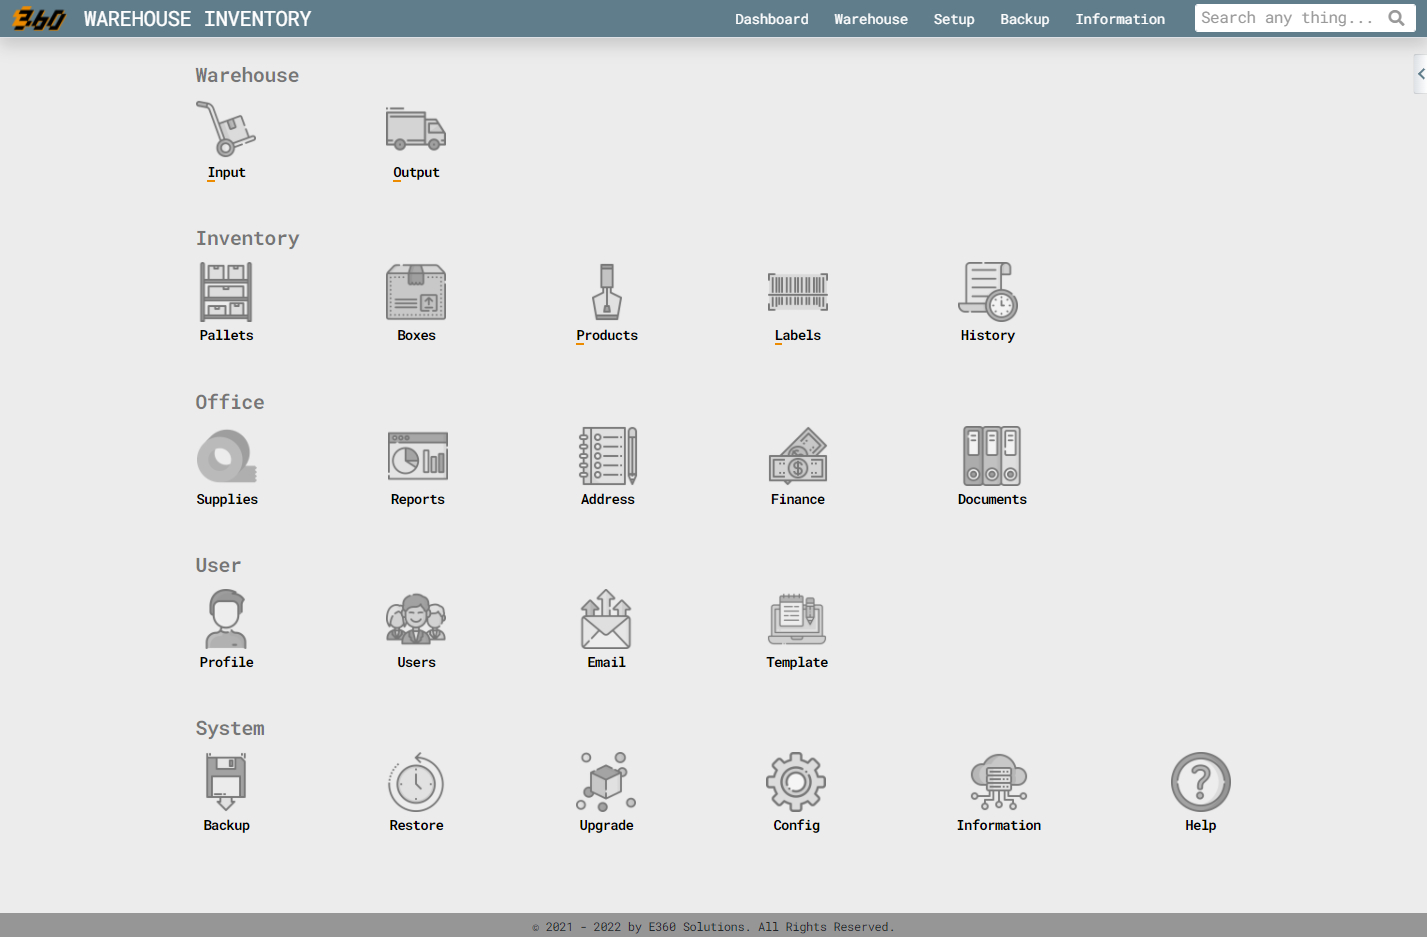 E360 WAREHOUSE INVENTORY Dashboard Warehouse Setup Backup Information Search any thing...
Warehouse
Input Output
Inventory
Pallets Boxes Products Labels History
Office
Supplies Reports Address Finance Documents
User
Profile Users Email Template
System
Backup Restore Upgrade Config Information Help
© 2021 - 2022 by E360 Solutions. All Rights Reserved.